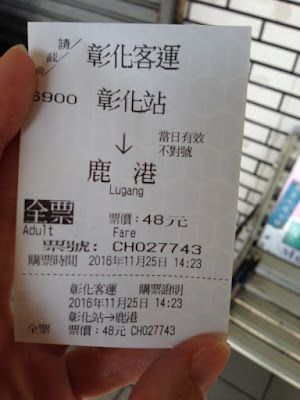 請
截
角
彰化客運
6900 彰化站
↓
當日有效
不對號
鹿港
Lugang
全票 票價:48元
Adult Fare
票號: CH027743
購票時間 2016年11月25日 14:23
彰化客運 購票證明
2016年11月25日 14:23
彰化站→鹿港
全票 票價:48元 CH027743